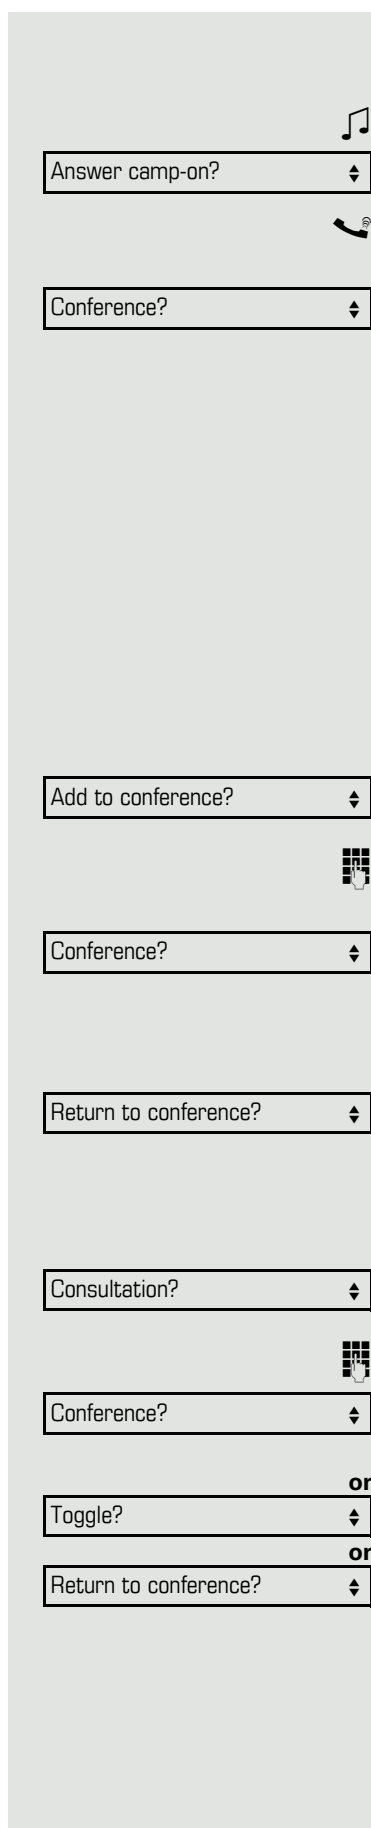 Answer camp-on?
Conference?
Add to conference?
Conference?
Return to conference?
Consultation?
Conference?
or
Toggle?
or
Return to conference?